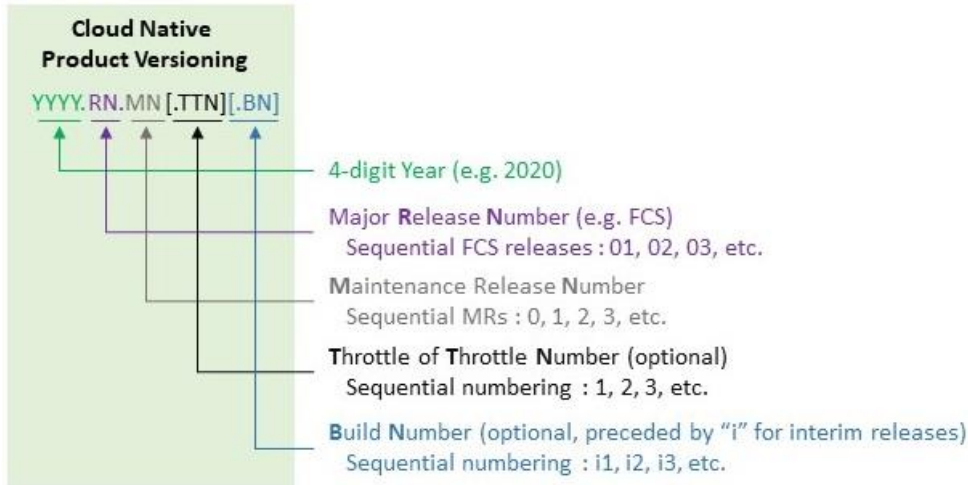 Cloud Native
Product Versioning
YYYY.RN.MN[.TTN][.BN]
4-digit Year (e.g. 2020)
Major Release Number (e.g. FCS)
Sequential FCS releases : 01, 02, 03, etc.
Maintenance Release Number
Sequential MRs : 0, 1, 2, 3, etc.
Throttle of Throttle Number (optional)
Sequential numbering : 1, 2, 3, etc.
Build Number (optional, preceded by “i” for interim releases)
Sequential numbering : i1, i2, i3, etc.